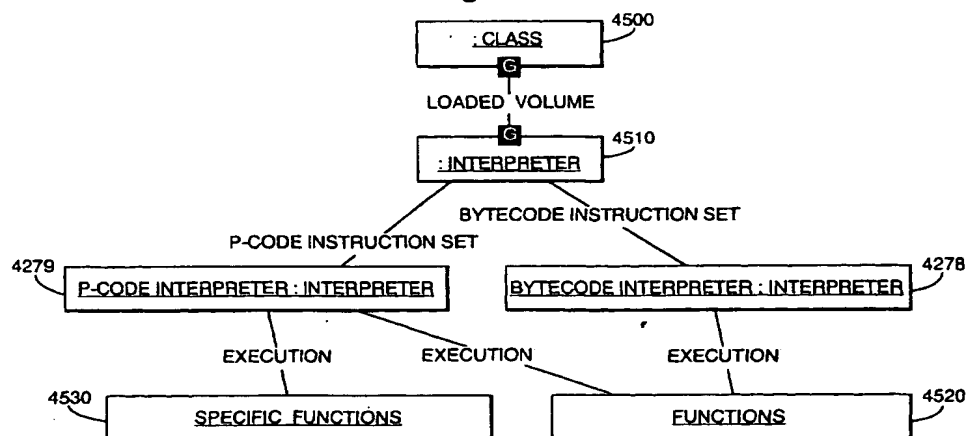 4500
: CLASS
G
LOADED VOLUME
G
4510
: INTERPRETER
BYTECODE INSTRUCTION SET
P-CODE INSTRUCTION SET
4279
P-CODE INTERPRETER : INTERPRETER
BYTECODE INTERPRETER : INTERPRETER
4278
EXECUTION
EXECUTION
EXECUTION
4530
SPECIFIC FUNCTIONS
FUNCTIONS
4520